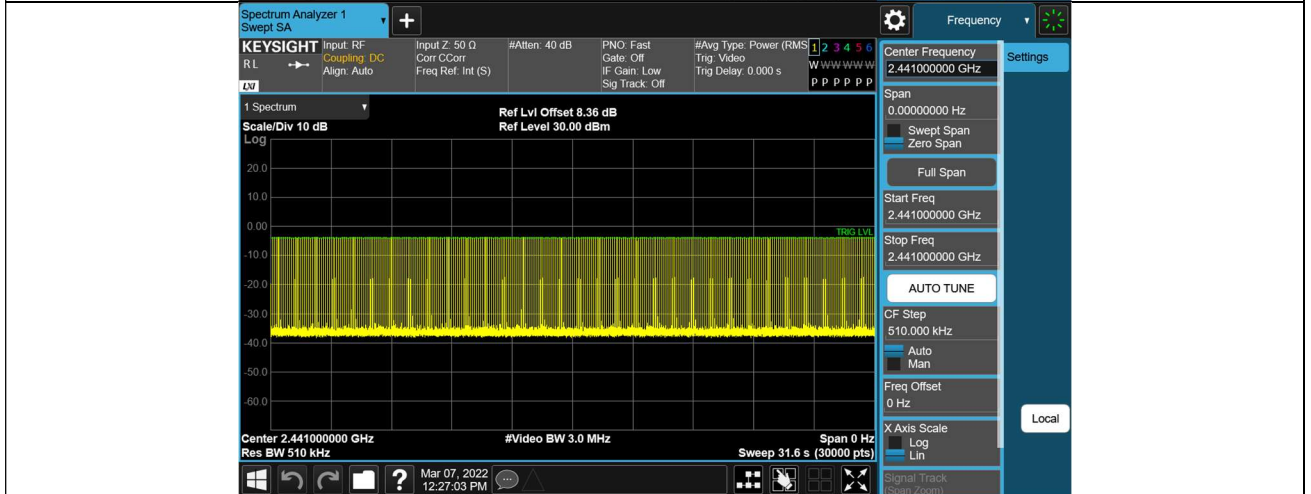 Spectrum Analyzer 1
Swept SA
+
Frequency
KEYSIGHT
RL
LXI
Input: RF
Coupling: DC
Align: Auto
Input Z: 50 Ω
Corr CCorr
Freq Ref: Int (S)
#Atten: 40 dB
PNO: Fast
Gate: Off
IF Gain: Low
Sig Track: Off
#Avg Type: Power (RMS
Trig: Video
Trig Delay: 0.000 s
1 2 3 4 5 6
W W W W W W
P P P P P P
1 Spectrum
Scale/Div 10 dB
Log
Ref Lvl Offset 8.36 dB
Ref Level 30.00 dBm
20.0
10.0
0.00
TRIG LVL
-10.0
-20.0
-30.0
-40.0
-50.0
-60.0
Center 2.441000000 GHz
#Video BW 3.0 MHz
Span 0 Hz
Res BW 510 kHz
Sweep 31.6 s (30000 pts)
?
Mar 07, 2022
12:27:03 PM
Center Frequency
2.441000000 GHz
Settings
Span
0.00000000 Hz
Swept Span
Zero Span
Full Span
Start Freq
2.441000000 GHz
Stop Freq
2.441000000 GHz
AUTO TUNE
CF Step
510.000 kHz
Auto
Man
Freq Offset
0 Hz
X Axis Scale
Log
Lin
Local
Signal Track
(Span Zoom)